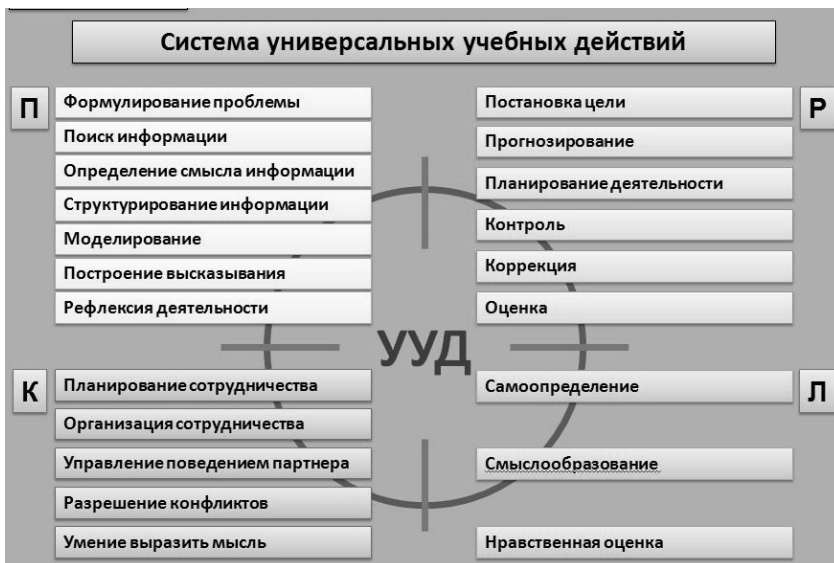 Система универсальных учебных действий
П
Формулирование проблемы
Поиск информации
Определение смысла информации
Структурирование информации
Моделирование
Построение высказывания
Рефлексия деятельности
Р
Постановка цели
Прогнозирование
Планирование деятельности
Контроль
Коррекция
Оценка
УУД
К
Планирование сотрудничества
Организация сотрудничества
Управление поведением партнера
Разрешение конфликтов
Умение выразить мысль
Л
Самоопределение
Смыслообразование
Нравственная оценка